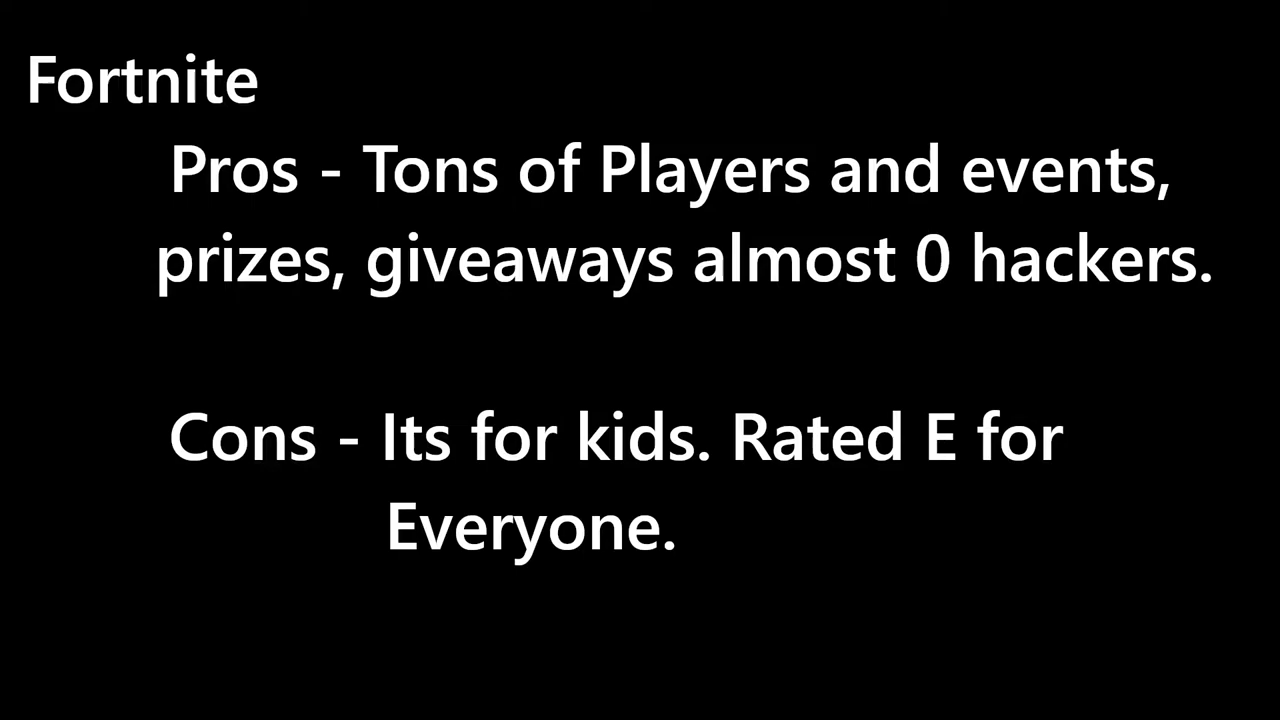 Fortnite
Pros - Tons of Players and events,
prizes, giveaways almost 0 hackers.
Cons - Its for kids. Rated E for
Everyone.